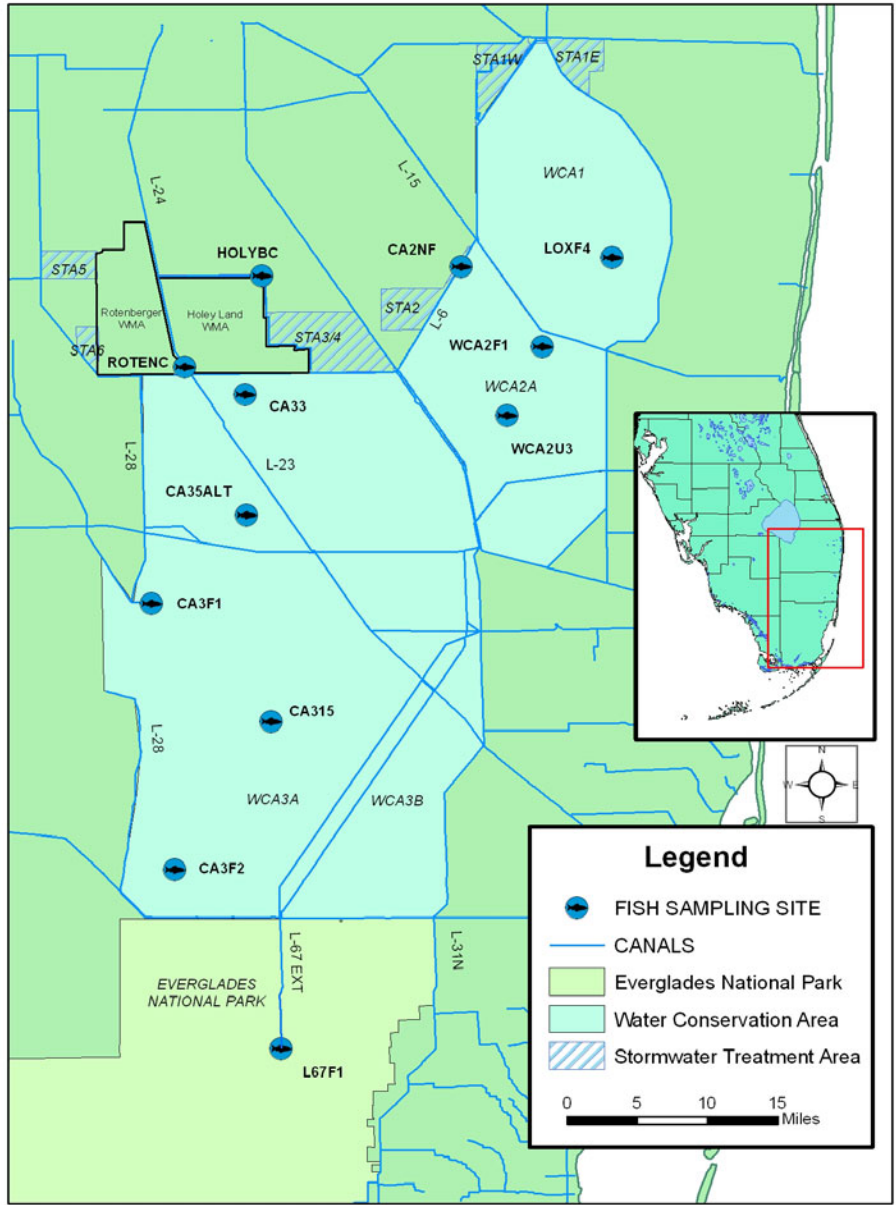 STA1W
STA1E
L-15
WCA1
L-24
HOLYBC
CA2NF
LOXF4
STA5
STA2
Rotenberger
WMA
Holey Land
WMA
STA3/4
L-6
STA6
ROTENC
WCA2F1
WCA2A
CA33
WCA2U3
L-28
L-23
CA35ALT
CA3F1
CA315
L-28
WCA3A
WCA3B
N
W
E
S
CA3F2
Legend
FISH SAMPLING SITE
CANALS
Everglades National Park
Water Conservation Area
Stormwater Treatment Area
0 5 10 15
Miles
L-67 EXT
L-31N
EVERGLADES
NATIONAL PARK
L67F1